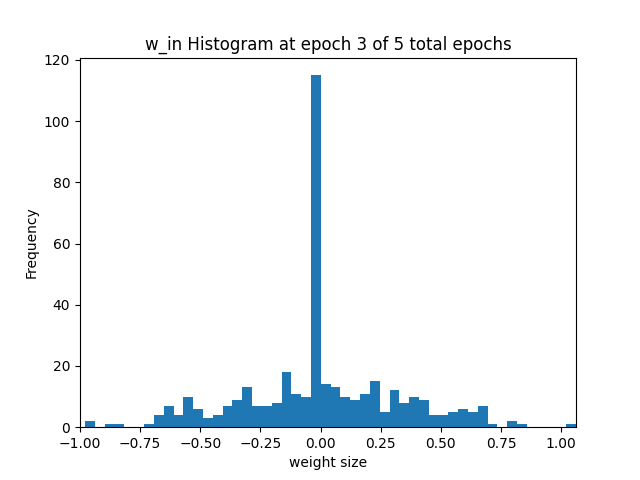 w_in Histogram at epoch 3 of 5 total epochs
120
100
80
60
40
20
0
Frequency
−1.00 −0.75 −0.50 −0.25 0.00 0.25 0.50 0.75 1.00
weight size